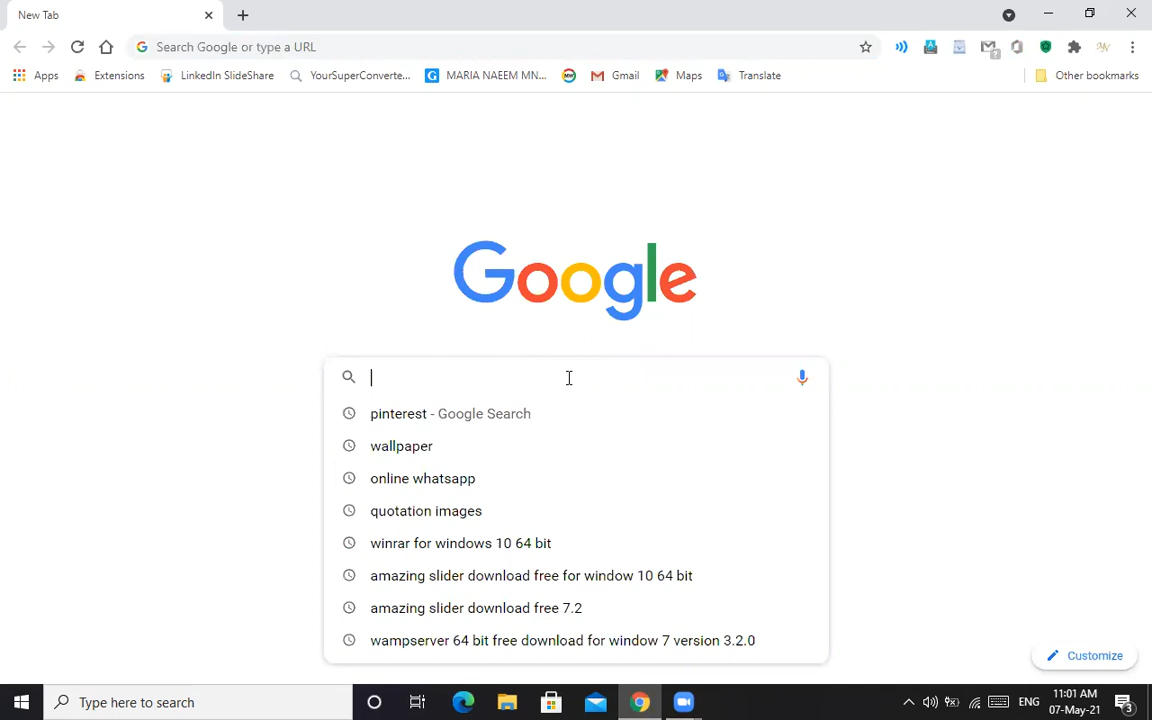 New Tab
Search Google or type a URL
Apps Extensions LinkedIn SlideShare YourSuperConverte... MARIA NAEEM MN... Gmail Maps Translate Other bookmarks
Google
pinterest - Google Search
wallpaper
online whatsapp
quotation images
winrar for windows 10 64 bit
amazing slider download free for window 10 64 bit
amazing slider download free 7.2
wampserver 64 bit free download for window 7 version 3.2.0
Customize
Type here to search
ENG
11:01 AM
07-May-21
3